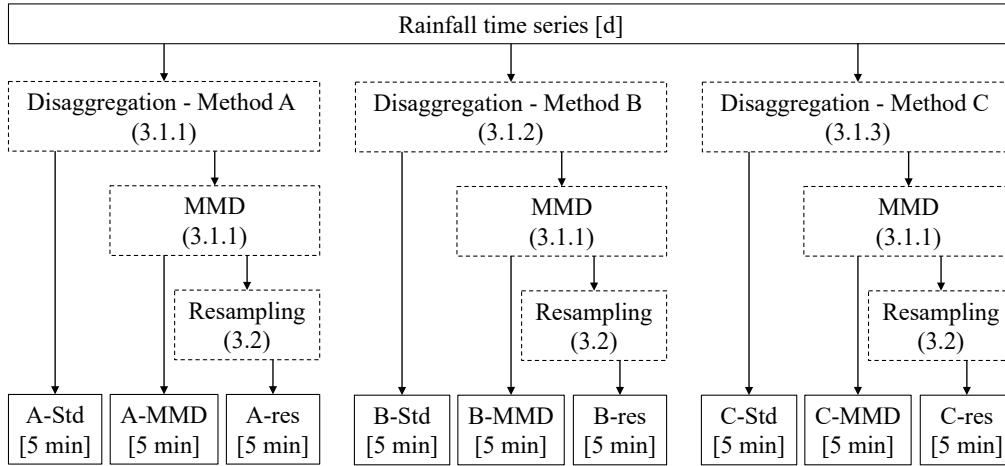 Rainfall time series [d]
Disaggregation - Method A
(3.1.1)
Disaggregation - Method B
(3.1.2)
Disaggregation - Method C
(3.1.3)
MMD
(3.1.1)
MMD
(3.1.1)
MMD
(3.1.1)
Resampling
(3.2)
Resampling
(3.2)
Resampling
(3.2)
A-Std
[5 min]
A-MMD
[5 min]
A-res
[5 min]
B-Std
[5 min]
B-MMD
[5 min]
B-res
[5 min]
C-Std
[5 min]
C-MMD
[5 min]
C-res
[5 min]